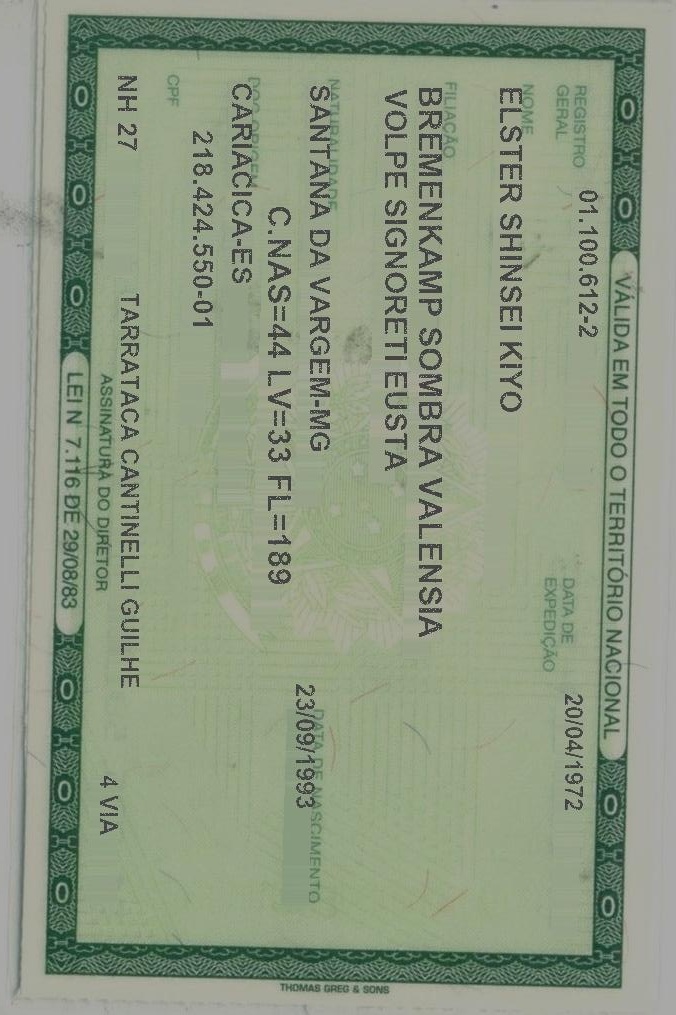 VÁLIDA EM TODO O TERRITÓRIO NACIONAL
REGISTRO GERAL 01.100.612-2 DATA DE EXPEDIÇÃO 20/04/1972
NOME
ELSTER SHINSEI KIYO
FILIAÇÃO
BREMENKAMP SOMBRA VALENSIA
VOLPE SIGNORETI EUSTA
NATURALIDADE DATA DE NASCIMENTO
SANTANA DA VARGEM-MG 23/09/1993
DOC ORIGEM C.NAS=44 LV=33 FL=189
CARIACICA-ES
CPF 218.424.550-01
NH 27 TARRATACA CANTINELLI GUILHE
ASSINATURA DO DIRETOR 4 VIA
LEI N 7.116 DE 29/08/83
THOMAS GREG & SONS